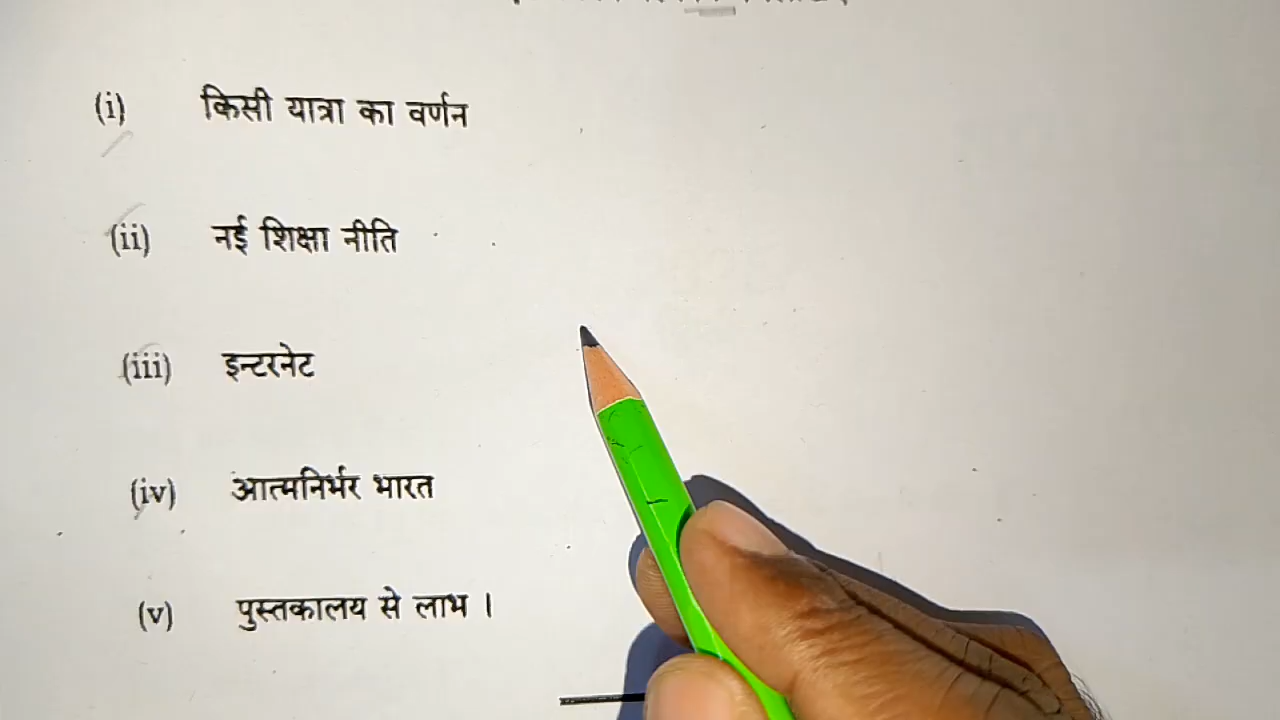 (i) किसी यात्रा का वर्णन
(ii) नई शिक्षा नीति
(iii) इन्टरनेट
(iv) आत्मनिर्भर भारत
(v) पुस्तकालय से लाभ ।